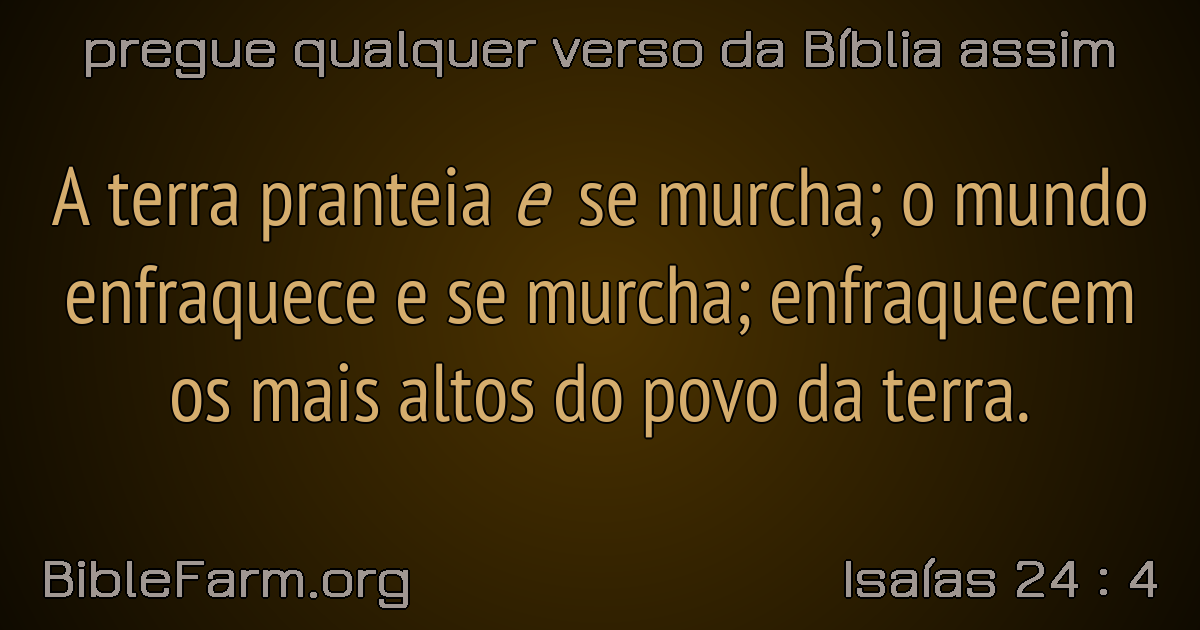 pregue qualquer verso da Bíblia assim
A terra pranteia e se murcha; o mundo
enfraquece e se murcha; enfraquecem
os mais altos do povo da terra.
BibleFarm.org
Isaías 24 : 4